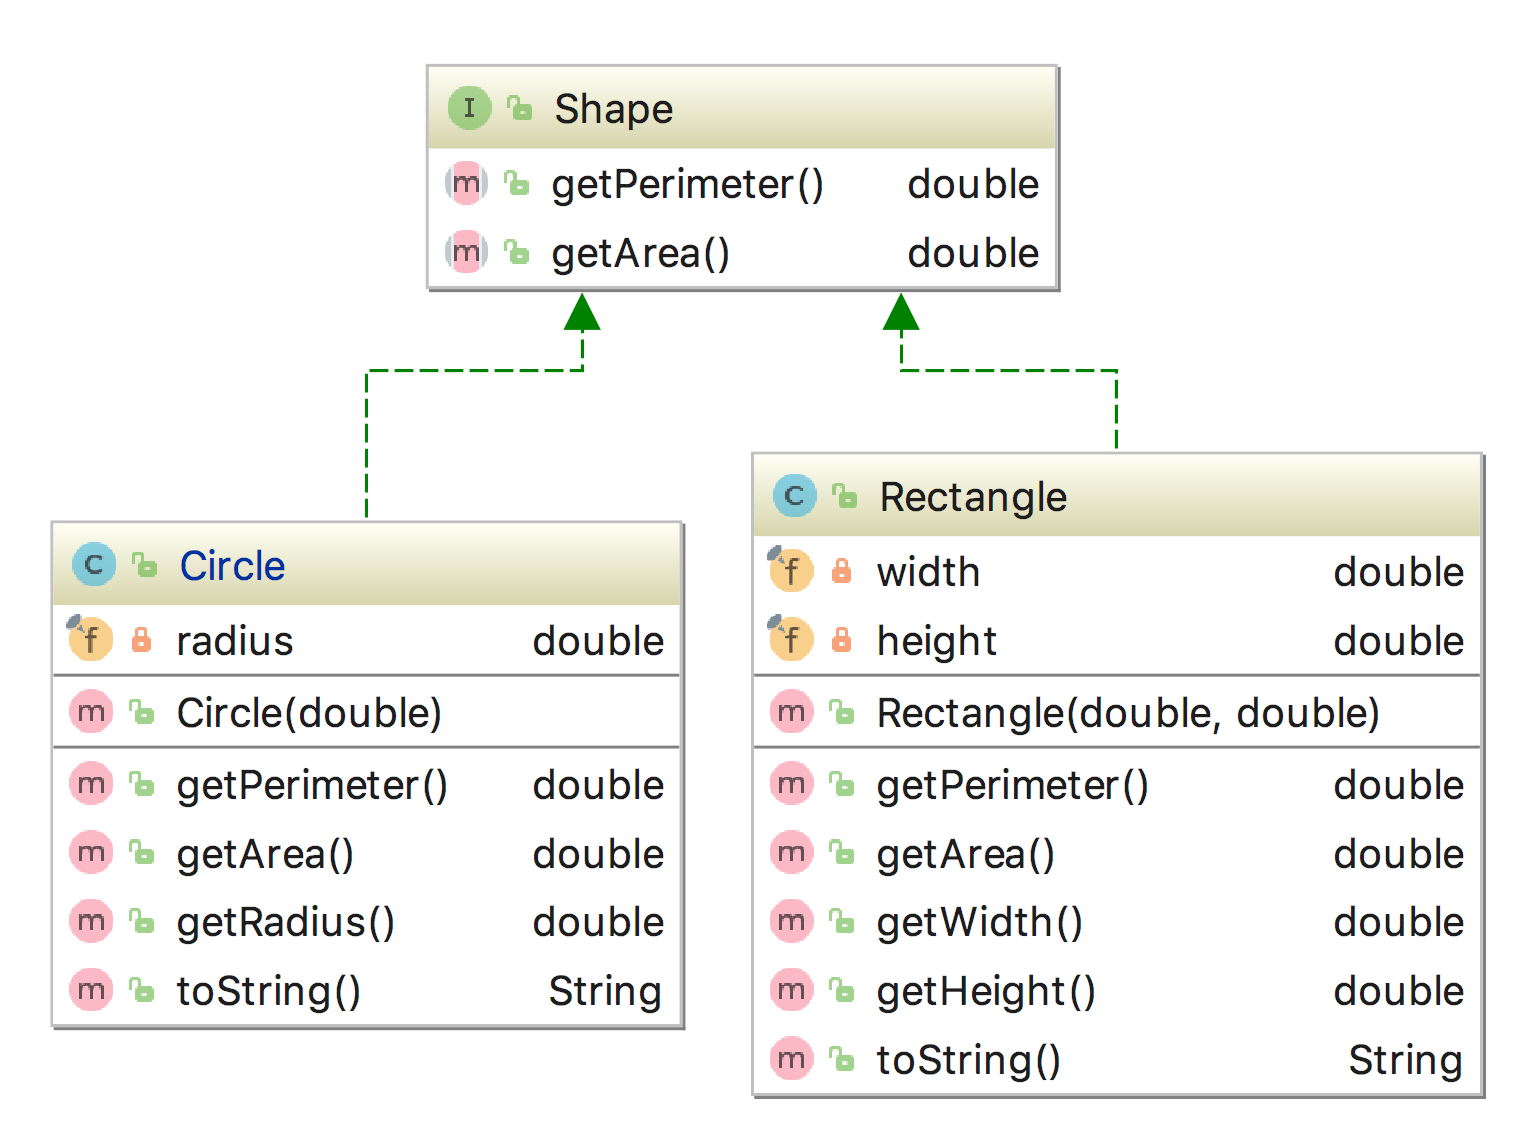 I Shape
m getPerimeter() double
m getArea() double
C Circle
f radius double
m Circle(double)
m getPerimeter() double
m getArea() double
m getRadius() double
m toString() String
C Rectangle
f width double
f height double
m Rectangle(double, double)
m getPerimeter() double
m getArea() double
m getWidth() double
m getHeight() double
m toString() String